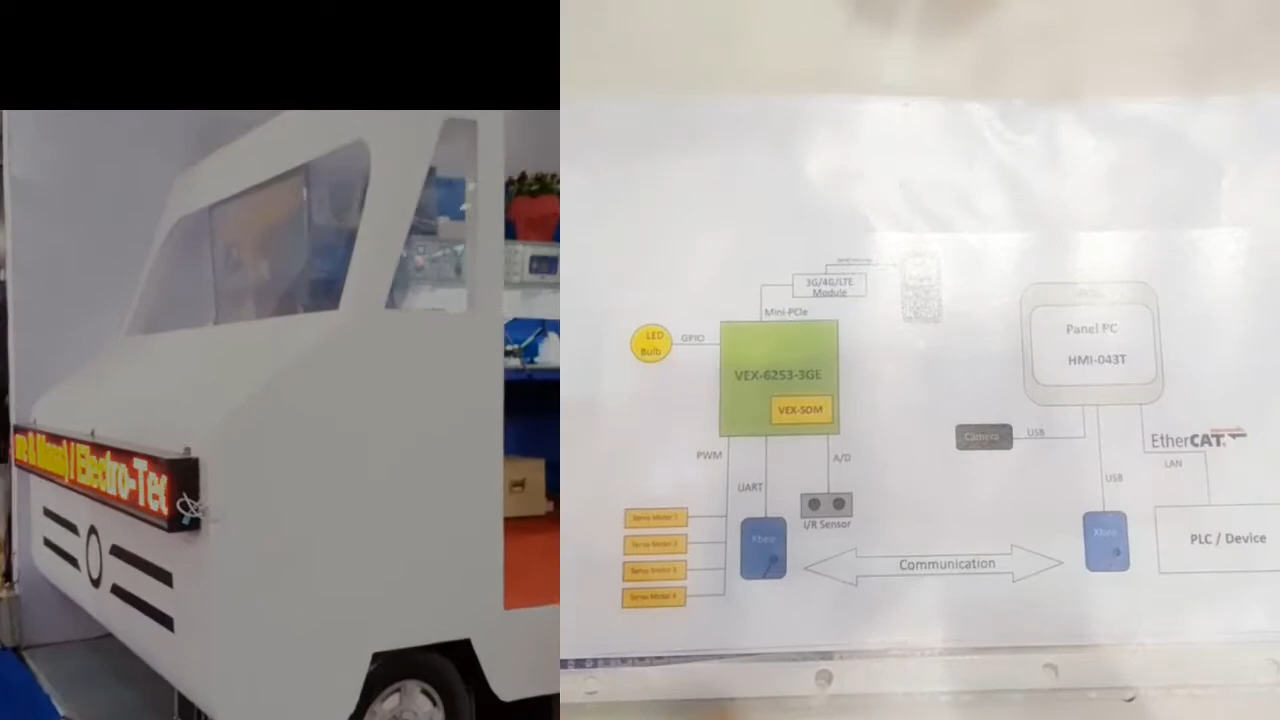 / Electro-Tec
3G/4G/LTE
Module
Mini-PCIe
LED
Bulb
GPIO
VEX-6253-3GE
VEX-SOM
Panel PC
HMI-043T
Camera
USB
EtherCAT
LAN
PWM
A/D
UART
USB
I/R Sensor
Servo Motor 1
Servo Motor 2
Servo Motor 3
Servo Motor 4
Xbee
Communication
Xbee
PLC / Device